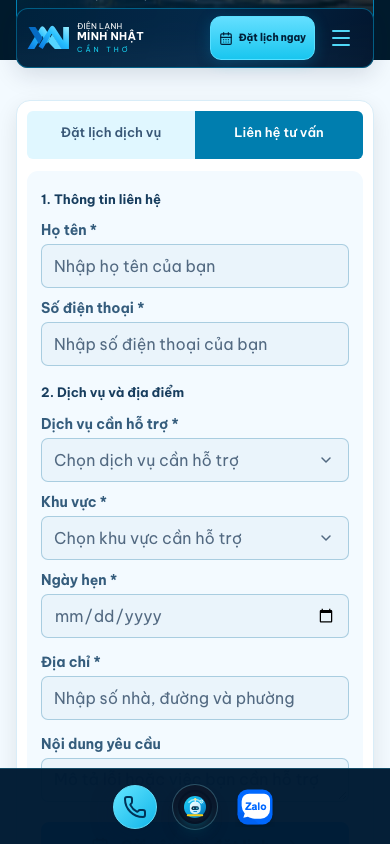 ĐIỆN LẠNH
MINH NHẬT
CẦN THƠ
Đặt lịch ngay
Đặt lịch dịch vụ
Liên hệ tư vấn
1. Thông tin liên hệ
Họ tên *
Nhập họ tên của bạn
Số điện thoại *
Nhập số điện thoại của bạn
2. Dịch vụ và địa điểm
Dịch vụ cần hỗ trợ *
Chọn dịch vụ cần hỗ trợ
Khu vực *
Chọn khu vực cần hỗ trợ
Ngày hẹn *
mm/dd/yyyy
Địa chỉ *
Nhập số nhà, đường và phường
Nội dung yêu cầu
Zalo